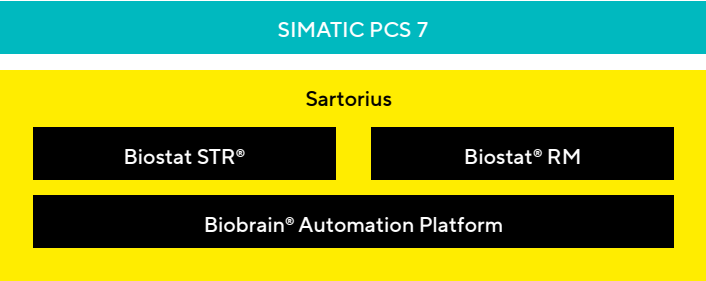 SIMATIC PCS 7
Sartorius
Biostat STR®
Biostat® RM
Biobrain® Automation Platform